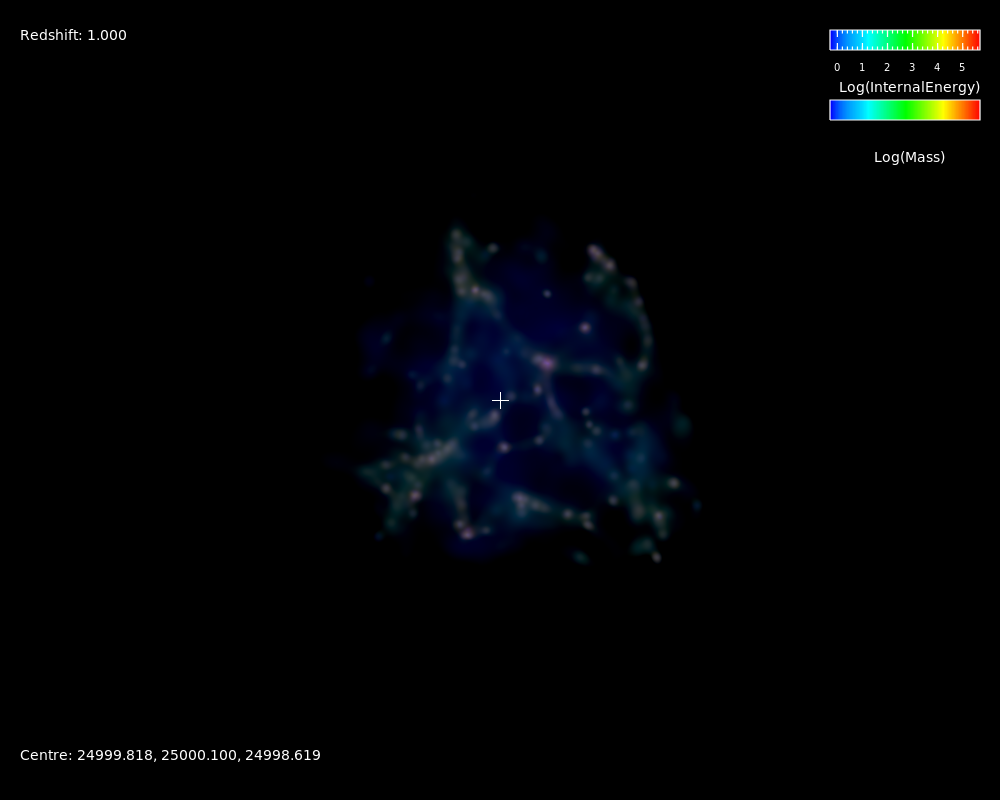 Redshift: 1.000
0 1 2 3 4 5
Log(InternalEnergy)
Log(Mass)
Centre: 24999.818, 25000.100, 24998.619